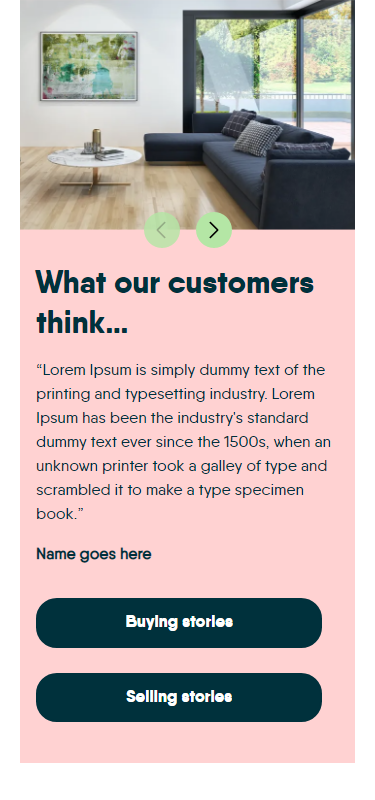 What our customers
think...
“Lorem Ipsum is simply dummy text of the
printing and typesetting industry. Lorem
Ipsum has been the industry's standard
dummy text ever since the 1500s, when an
unknown printer took a galley of type and
scrambled it to make a type specimen
book.”
Name goes here
Buying stories
Selling stories